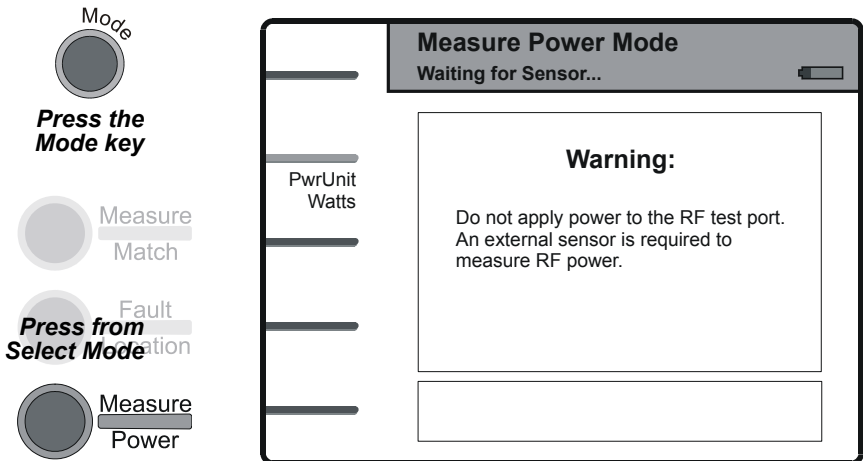 Mode
Press the
Mode key
Measure
Match
Fault
Location
Press from
Select Mode
Measure
Power
Measure Power Mode
Waiting for Sensor...
PwrUnit
Watts
Warning:
Do not apply power to the RF test port.
An external sensor is required to
measure RF power.